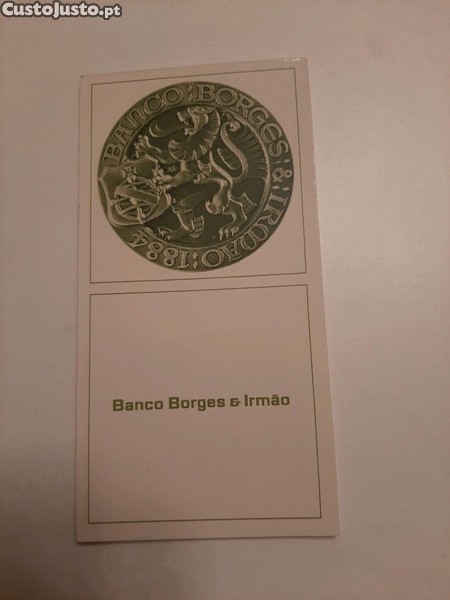 CustoJusto.pt
BANCO:BORGES:&:IRMÃO:1884
Banco Borges & Irmão